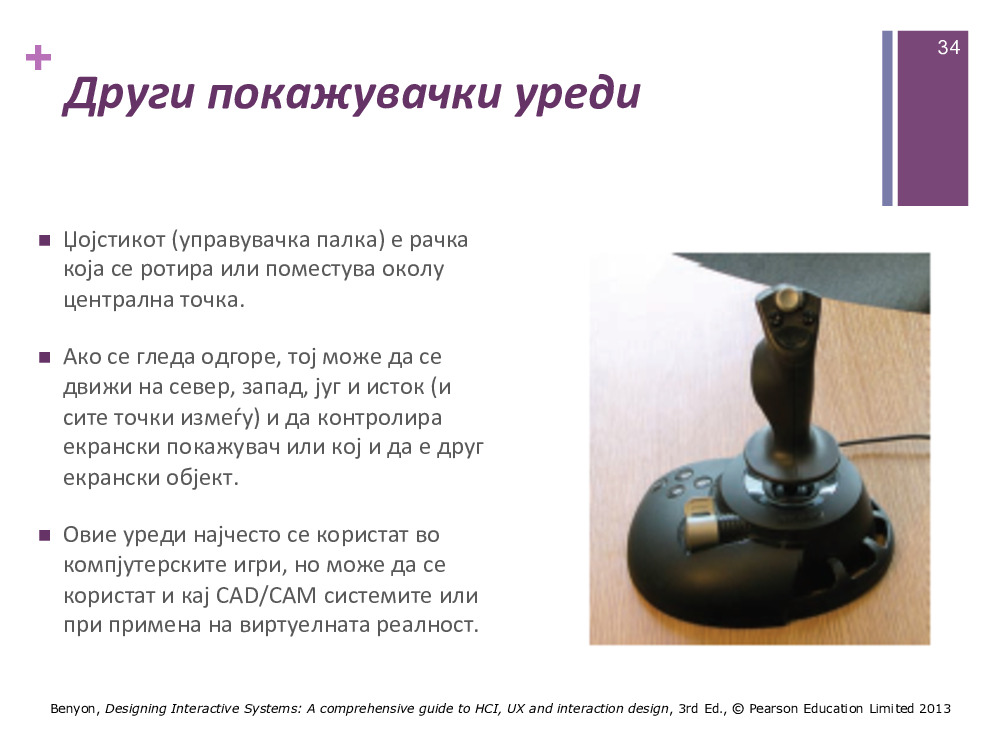 +
34
Други покажувачки уреди
Џојстикот (управувачка палка) е рачка
која се ротира или поместува околу
централна точка.
Ако се гледа одгоре, тој може да се
движи на север, запад, југ и исток (и
сите точки измеѓу) и да контролира
екрански покажувач или кој и да е друг
екрански објект.
Овие уреди најчесто се користат во
компјутерските игри, но може да се
користат и кај CAD/CAM системите или
при примена на виртуелната реалност.
Benyon, Designing Interactive Systems: A comprehensive guide to HCI, UX and interaction design, 3rd Ed., © Pearson Education Limited 2013